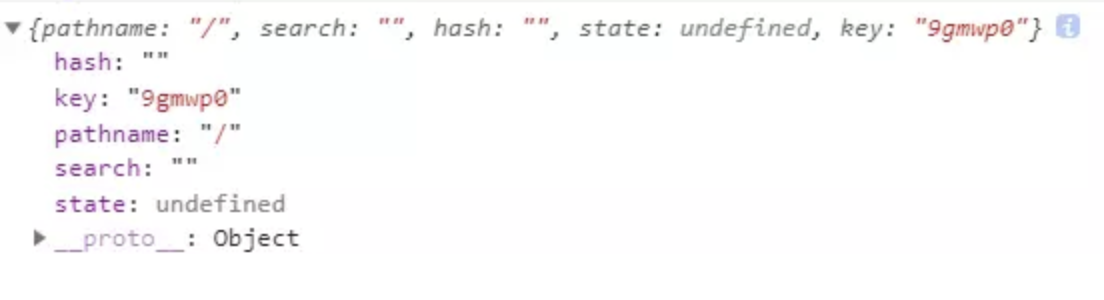 ▼ {pathname: "/", search: "", hash: "", state: undefined, key: "9gmwp0"} i
hash: ""
key: "9gmwp0"
pathname: "/"
search: ""
state: undefined
▶ __proto__: Object